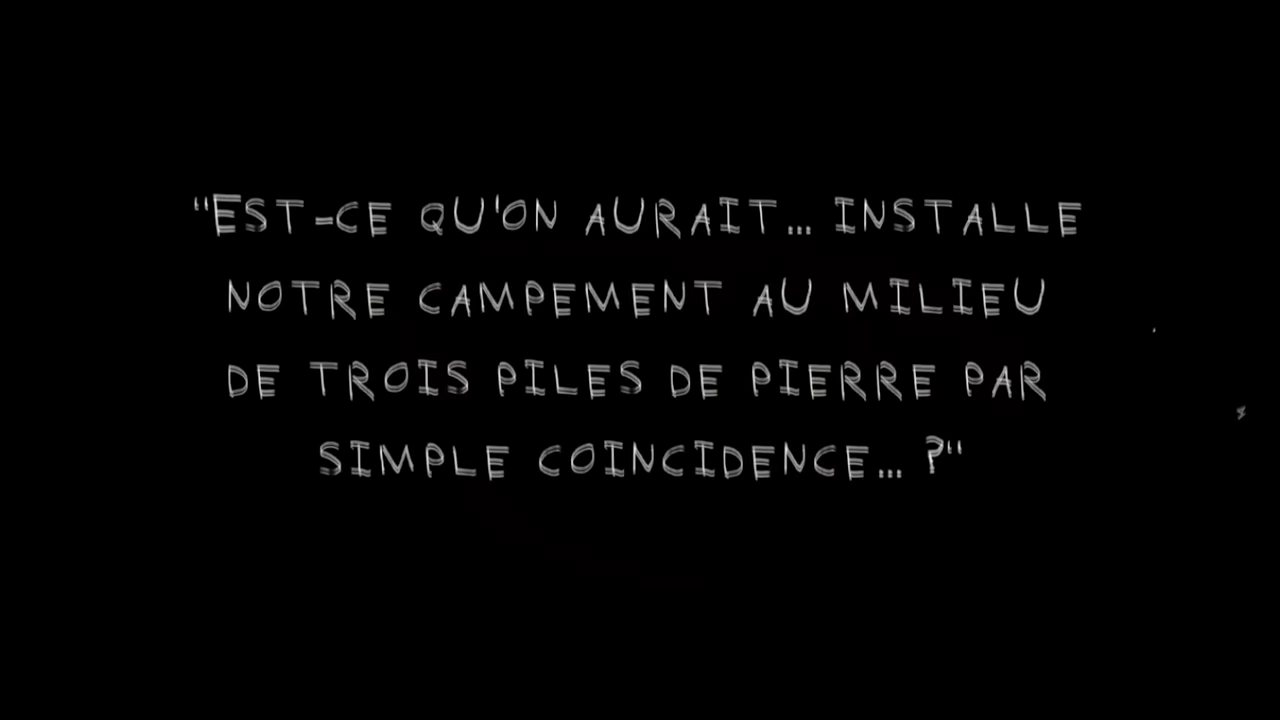 "EST-CE QU'ON AURAIT... INSTALLE
NOTRE CAMPEMENT AU MILIEU
DE TROIS PILES DE PIERRE PAR
SIMPLE COINCIDENCE... ?"